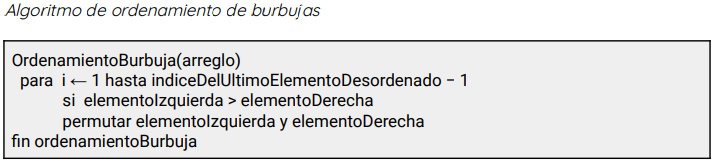 Algoritmo de ordenamiento de burbujas
OrdenamientoBurbuja(arreglo)
para i ← 1 hasta indiceDelUltimoElementoDesordenado - 1
si elementoIzquierda > elementoDerecha
permutar elementoIzquierda y elementoDerecha
fin ordenamientoBurbuja